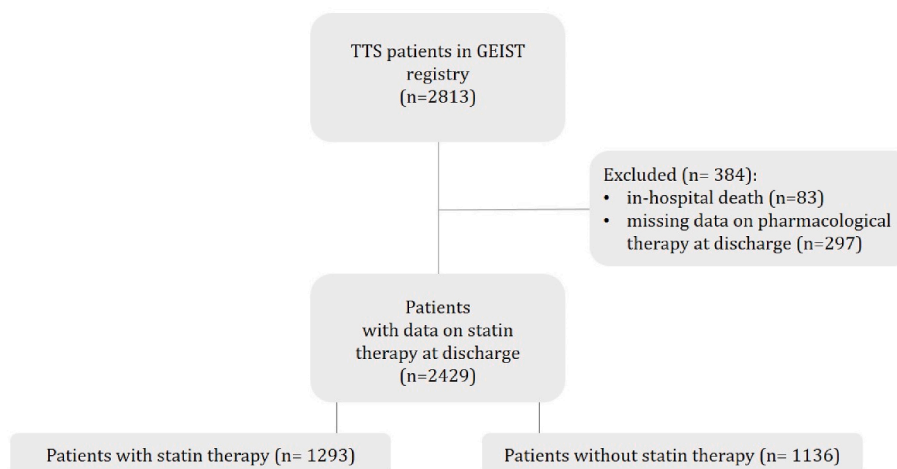 TTS patients in GEIST
registry
(n=2813)
Excluded (n= 384):
• in-hospital death (n=83)
• missing data on pharmacological
therapy at discharge (n=297)
Patients
with data on statin
therapy at discharge
(n=2429)
Patients with statin therapy (n= 1293)
Patients without statin therapy (n= 1136)